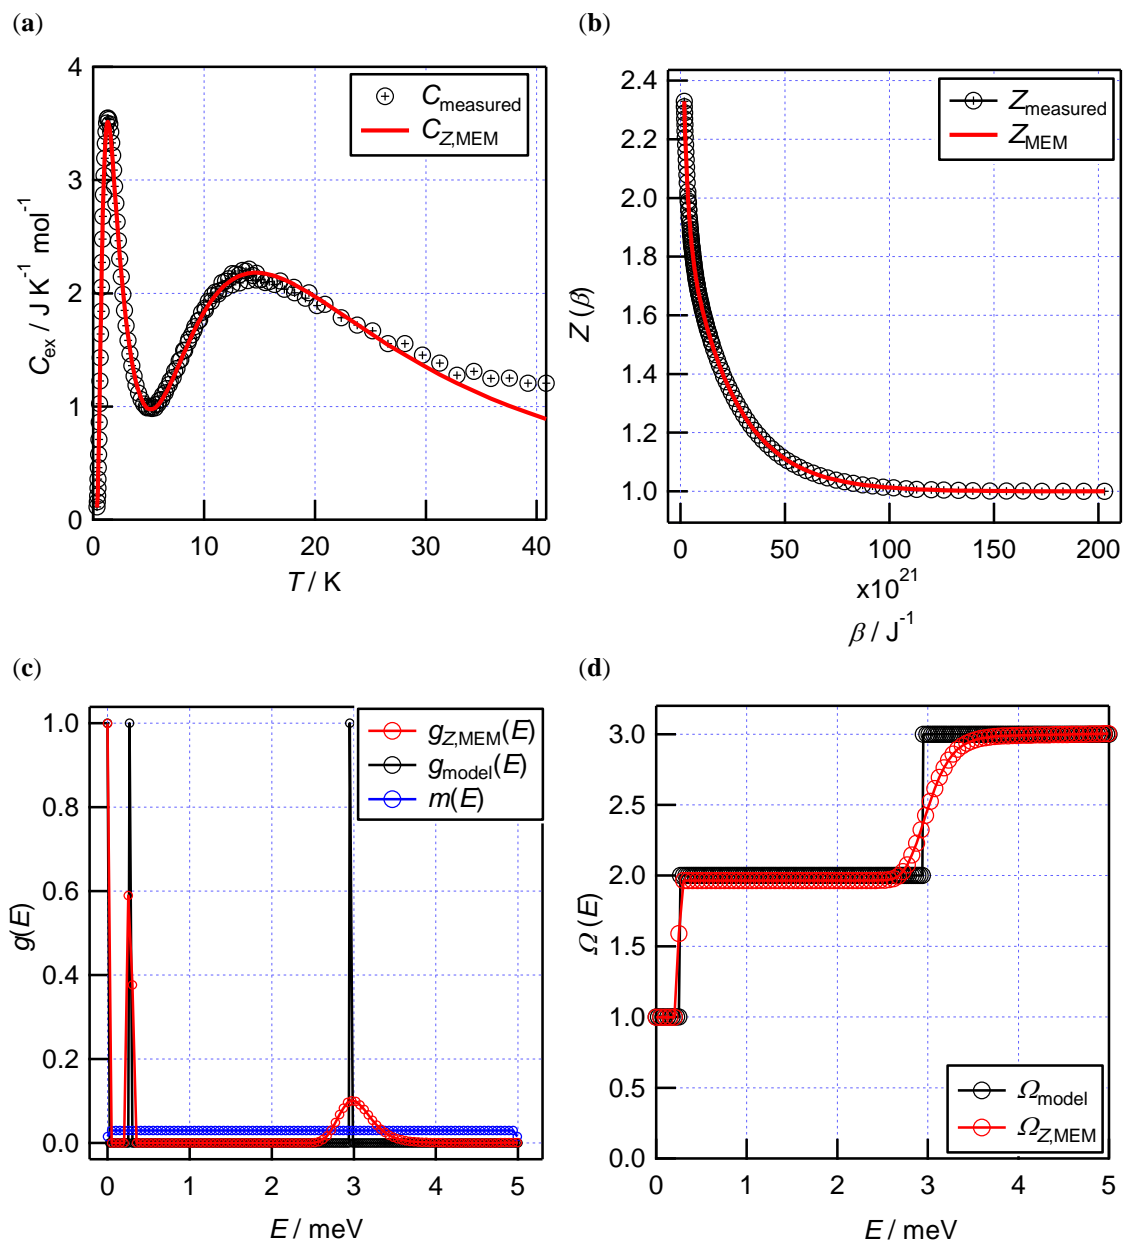 (a)
4
3
2
1
0
C_ex / JK^-1 mol^-1
C_measured
C_Z,MEM
0 10 20 30 40
T / K
(b)
2.4
2.2
2.0
1.8
1.6
1.4
1.2
1.0
Z (β)
Z_measured
Z_MEM
0 50 100 150 200
x10^21
β / J^-1
(c)
1.0
0.8
0.6
0.4
0.2
0.0
g(E)
g_Z,MEM(E)
g_model(E)
m(E)
0 1 2 3 4 5
E / meV
(d)
3.0
2.5
2.0
1.5
1.0
0.5
0.0
Ω (E)
Ω_model
Ω_Z,MEM
0 1 2 3 4 5
E / meV